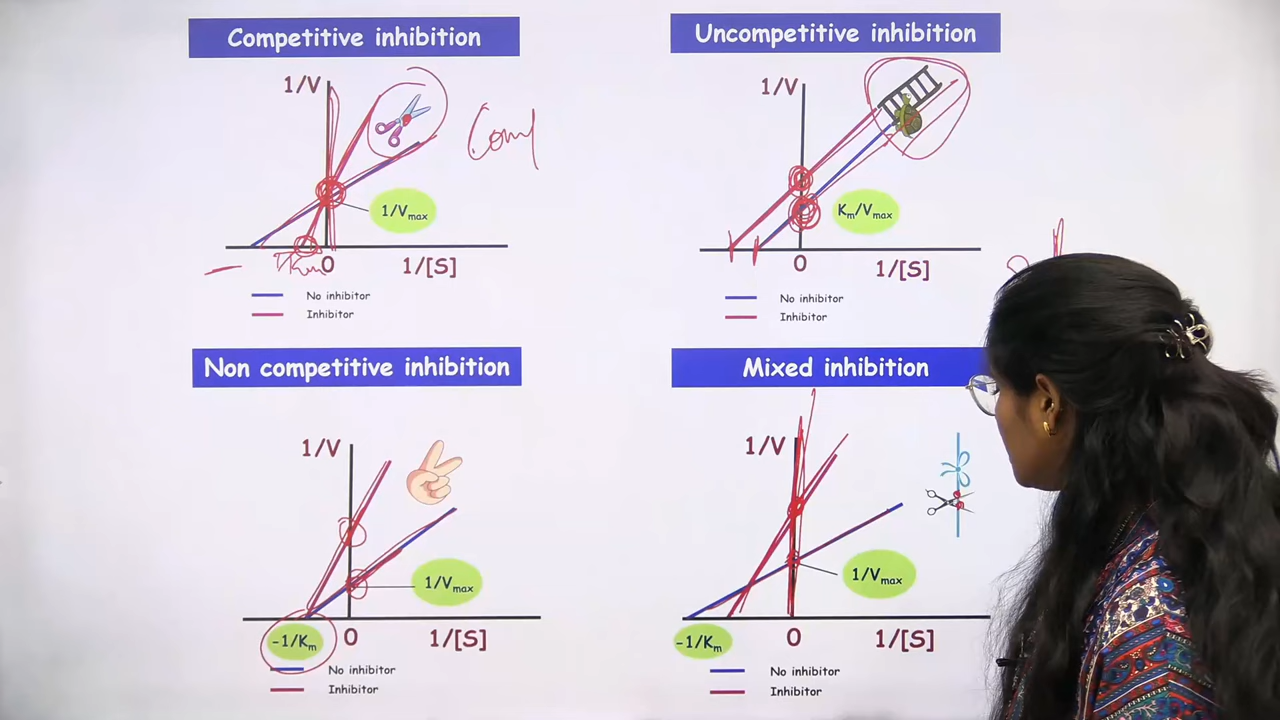 Competitive inhibition
1/V
1/Vmax
0
1/[S]
No inhibitor
Inhibitor
Uncompetitive inhibition
1/V
Km/Vmax
0
1/[S]
No inhibitor
Inhibitor
Non competitive inhibition
1/V
1/Vmax
-1/Km
0
1/[S]
No inhibitor
Inhibitor
Mixed inhibition
1/V
1/Vmax
-1/Km
0
1/[S]
No inhibitor
Inhibitor